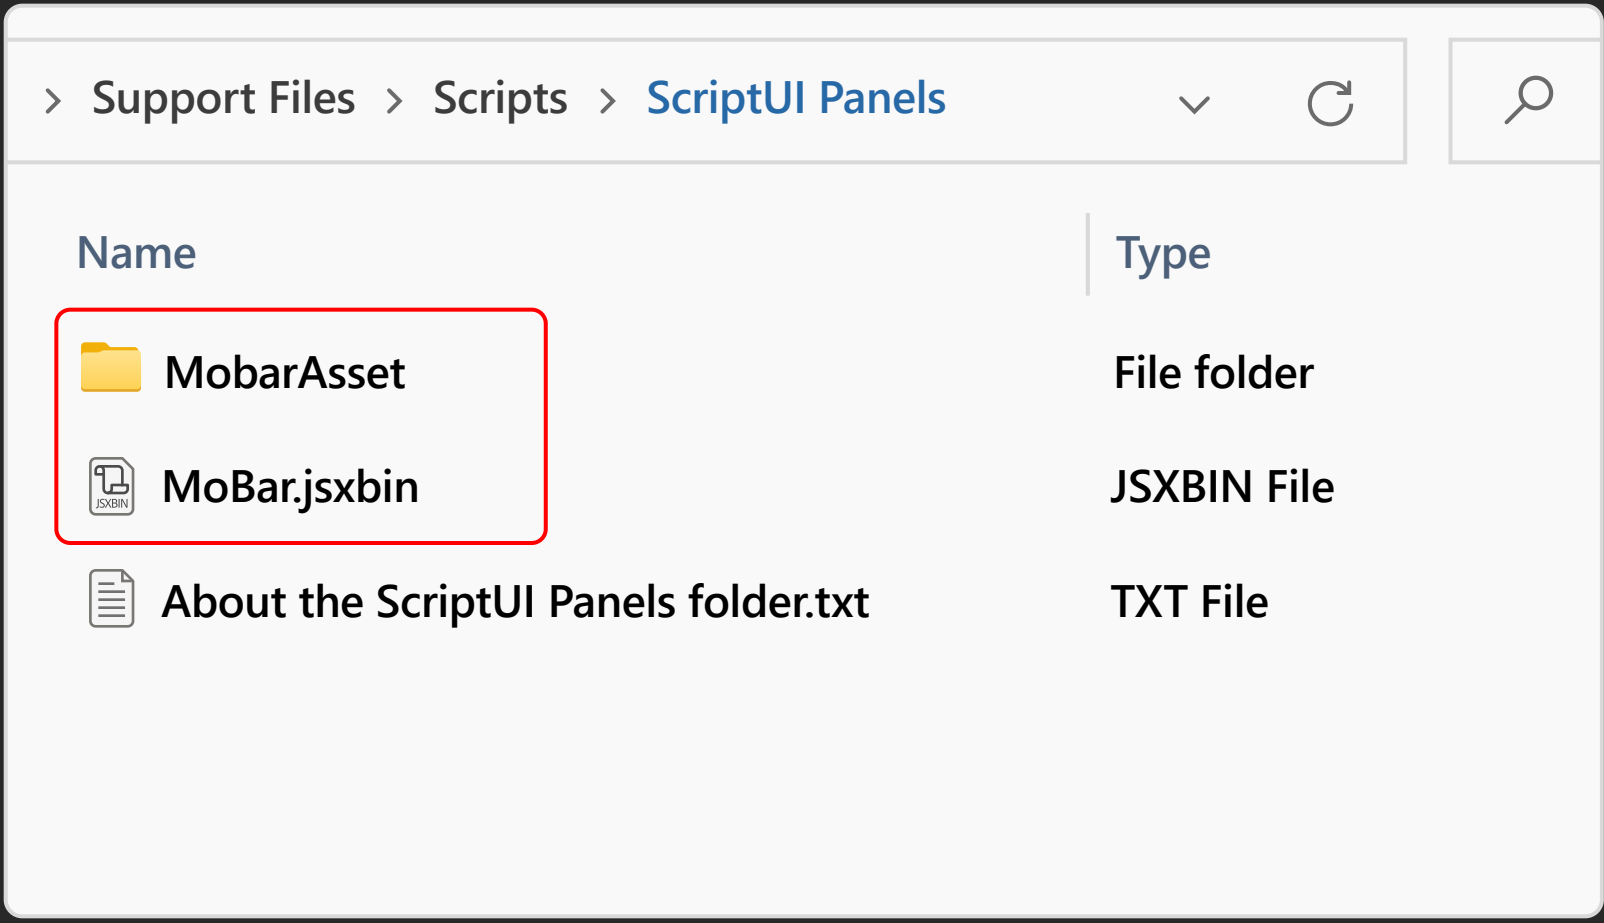 Support Files > Scripts > ScriptUI Panels
Name Type
MobarAsset File folder
JSXBIN
MoBar.jsxbin JSXBIN File
About the ScriptUI Panels folder.txt TXT File